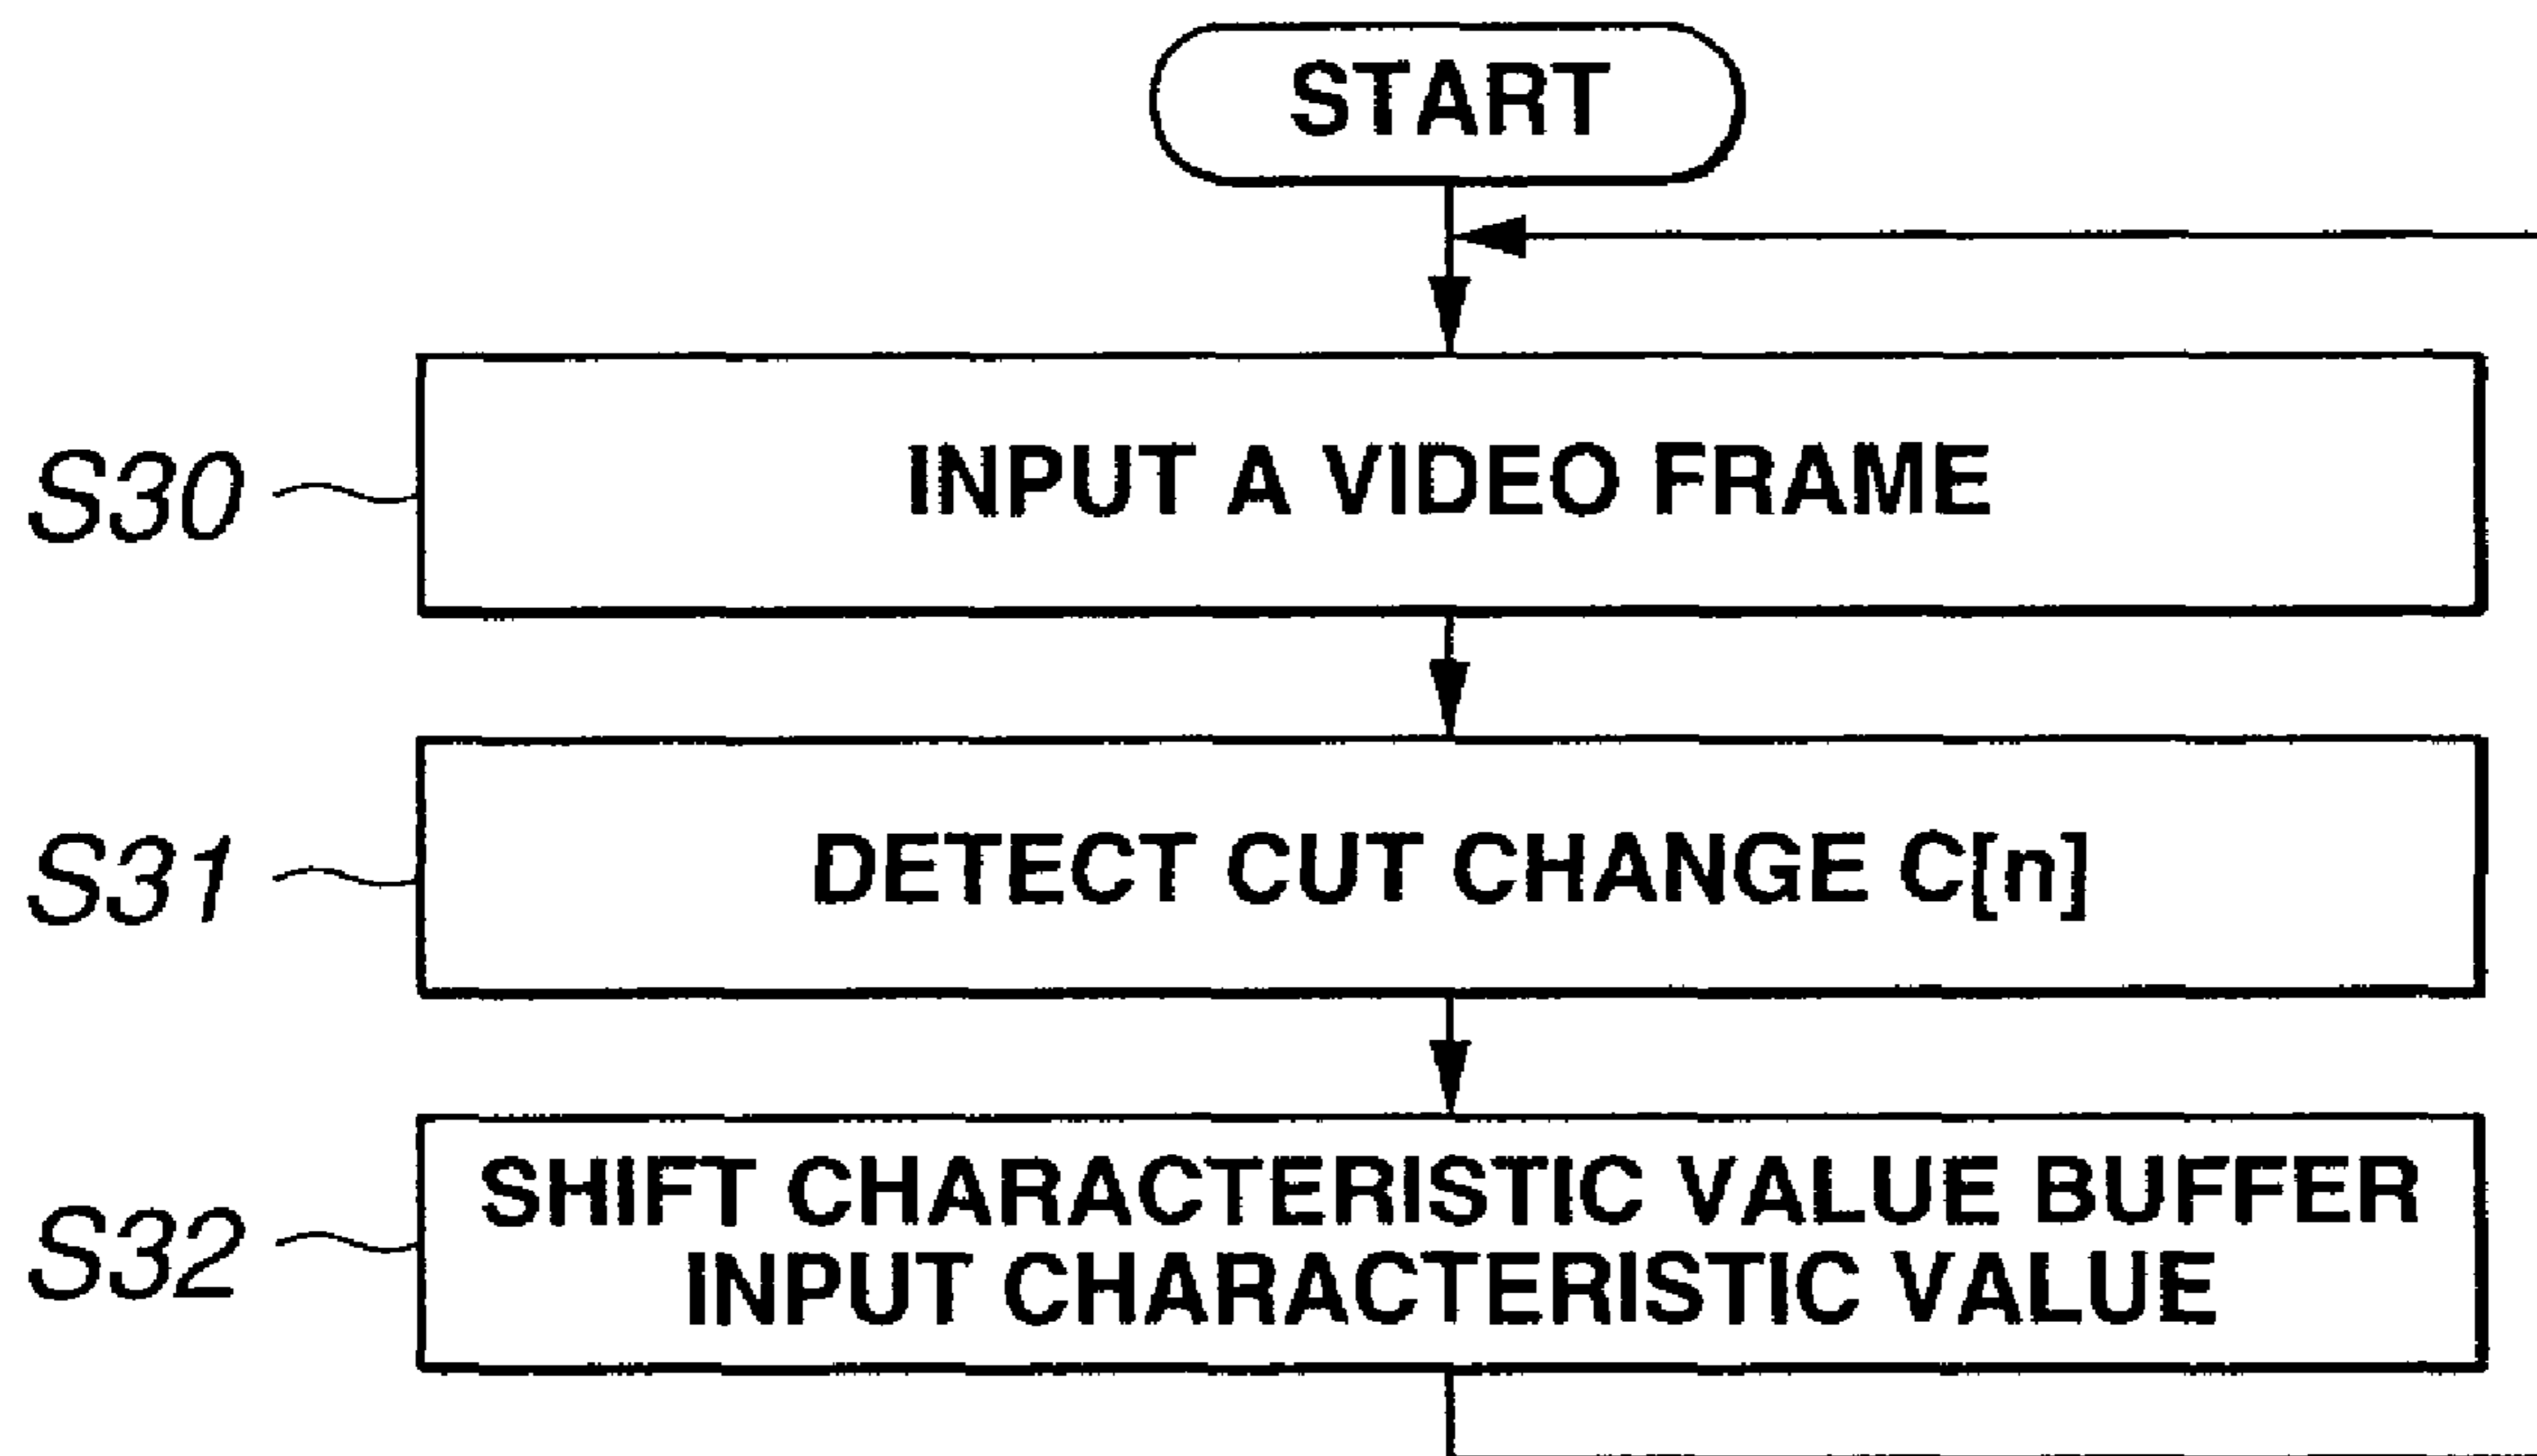 START
S30
INPUT A VIDEO FRAME
S31
DETECT CUT CHANGE C[n]
S32
SHIFT CHARACTERISTIC VALUE BUFFER
INPUT CHARACTERISTIC VALUE